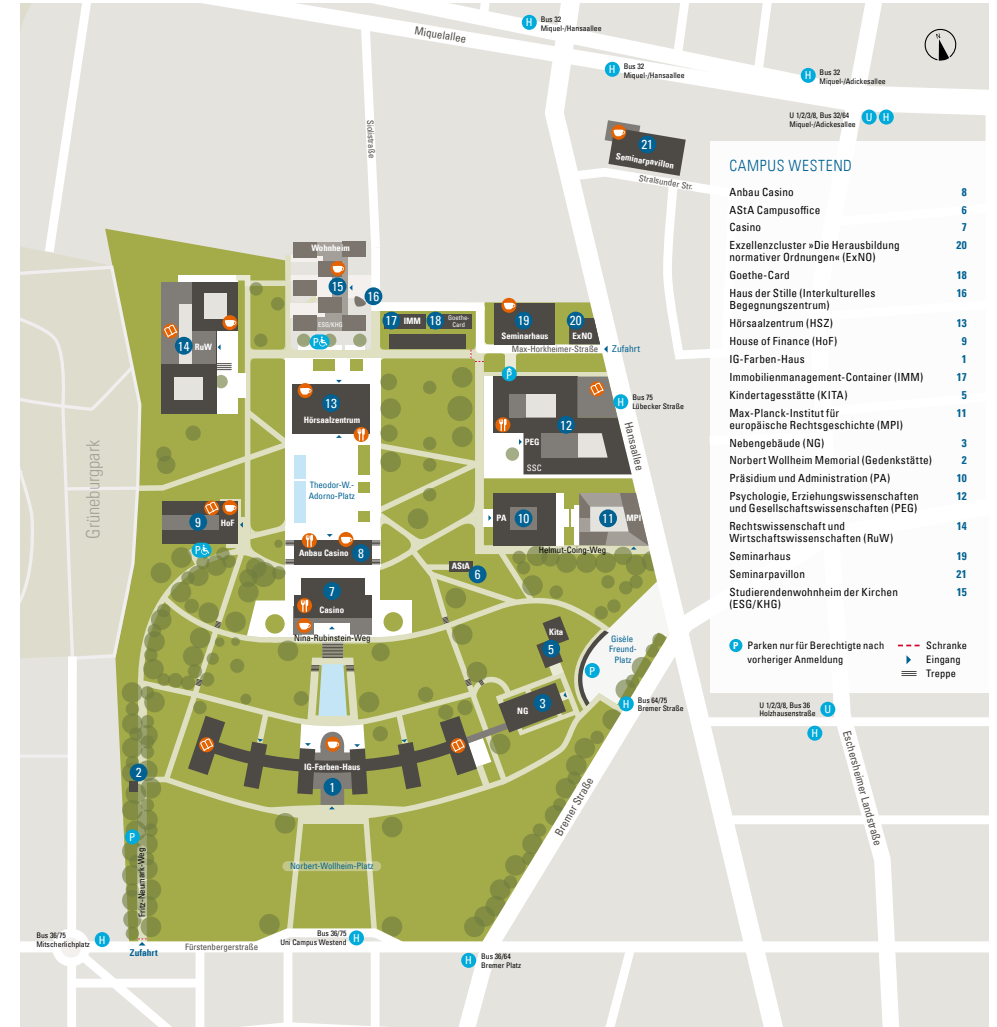 Bus 32
Miquel-/Hansaallee
Miquelallee
N
Bus 32
Miquel-/Hansaallee
Bus 32
Miquel-/Adickesallee
U 1/2/3/8, Bus 32/64
Miquel-/Adickesallee
H
H
H
U H
Siolistraße
21
Seminarpavillon
Stralsunder Str.
CAMPUS WESTEND
Anbau Casino 8
AStA Campusoffice 6
Casino 7
Exzellenzcluster »Die Herausbildung 20
normativer Ordnungen« (ExNO)
Goethe-Card 18
Haus der Stille (Interkulturelles 16
Begegnungszentrum)
Hörsaalzentrum (HSZ) 13
House of Finance (HoF) 9
IG-Farben-Haus 1
Immobilienmanagement-Container (IMM) 17
Kindertagesstätte (KITA) 5
Max-Planck-Institut für 11
europäische Rechtsgeschichte (MPI)
Nebengebäude (NG) 3
Norbert Wollheim Memorial (Gedenkstätte) 2
Präsidium und Administration (PA) 10
Psychologie, Erziehungswissenschaften 12
und Gesellschaftswissenschaften (PEG)
Rechtswissenschaft und 14
Wirtschaftswissenschaften (RuW)
Seminarhaus 19
Seminarpavillon 21
Studierendenwohnheim der Kirchen 15
(ESG/KHG)
P Parken nur für Berechtigte nach
vorheriger Anmeldung
Schranke
Eingang
Treppe
Wohnheim
15
16
ESG/KHG
P
17 IMM 18 Goethe-
Card
19
Seminarhaus
20
ExNO
Max-Horkheimer-Straße
Zufahrt
14 RuW
P
H
Bus 75
Lübecker Straße
Hansaallee
13
Hörsaalzentrum
12
PEG
SSC
Grüneburgpark
Theodor-W.-
Adorno-Platz
9 HoF
P
PA 10
11 MPI
Helmut-Coing-Weg
Anbau Casino 8
AStA
6
7
Casino
Nina-Rubinstein-Weg
Kita
5
Gisèle
Freund-
Platz
P
NG 3
H
Bus 64/75
Bremer Straße
U 1/2/3/8, Bus 36
Holzhausenstraße
U
H
Eschersheimer Landstraße
IG-Farben-Haus
1
2
P
Fritz-Neumark-Weg
Bremer Straße
Norbert-Wollheim-Platz
Bus 36/75
Mitscherlichplatz
H
Zufahrt
Fürstenbergerstraße
Bus 36/75
Uni Campus Westend
H
H
Bus 36/64
Bremer Platz